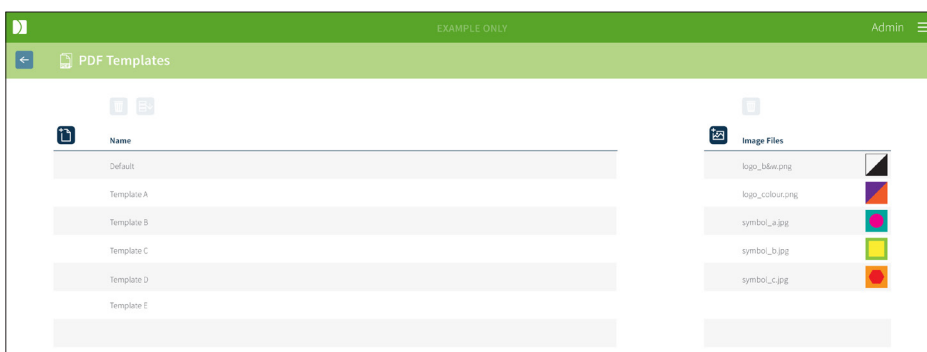 EXAMPLE ONLY
Admin
PDF Templates
Name
Image Files
Default
logo_b&w.png
Template A
logo_colour.png
Template B
symbol_a.jpg
Template C
symbol_b.jpg
Template D
symbol_c.jpg
Template E